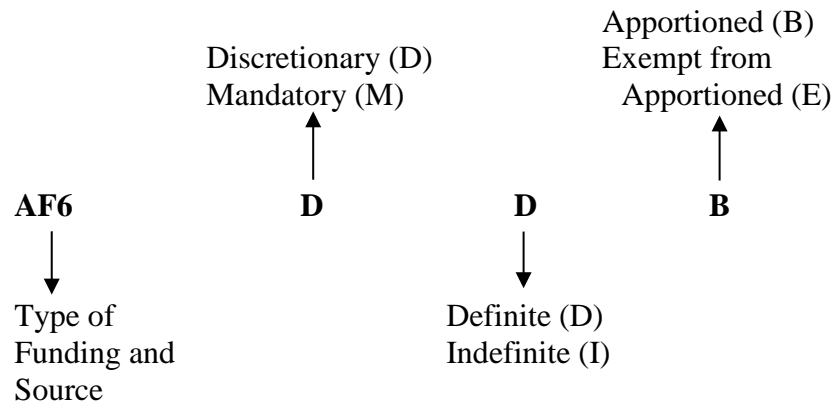 Apportioned (B)
Discretionary (D) Exempt from
Mandatory (M) Apportioned (E)
AF6 D D B
Type of Definite (D)
Funding and Indefinite (I)
Source